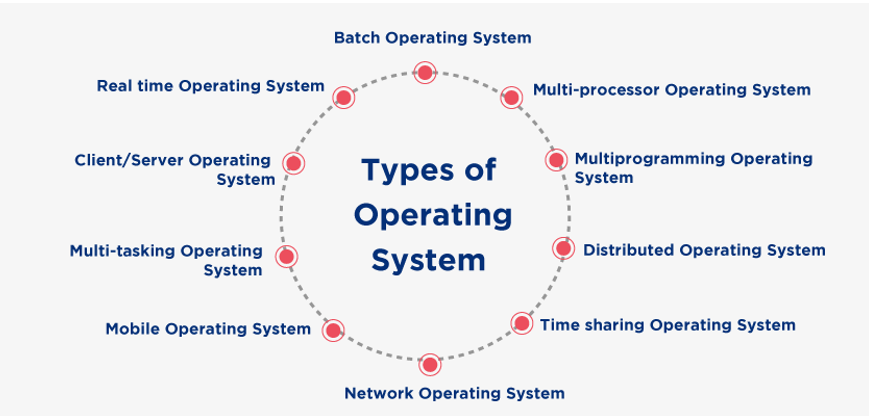 Batch Operating System
Real time Operating System
Multi-processor Operating System
Client/Server Operating
System
Multiprogramming Operating
System
Types of
Operating
System
Multi-tasking Operating
System
Distributed Operating System
Mobile Operating System
Time sharing Operating System
Network Operating System